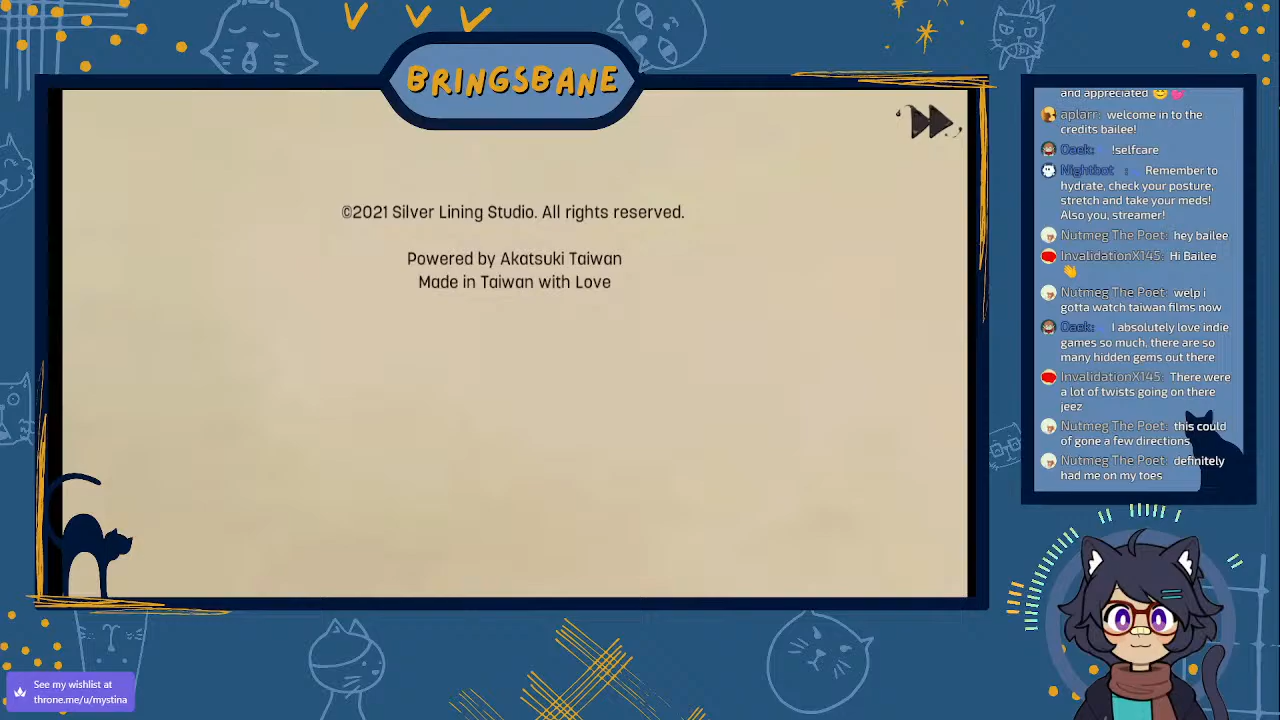 BRINGSBANE
©2021 Silver Lining Studio. All rights reserved.
Powered by Akatsuki Taiwan
Made in Taiwan with Love
and appreciated 😊 💗
aplarr: welcome in to the
credits bailee!
Oaek: !selfcare
Nightbot : Remember to
hydrate, check your posture,
stretch and take your meds!
Also you, streamer!
Nutmeg The Poet: hey bailee
InvalidationX145: Hi Bailee
👋
Nutmeg The Poet: welp i
gotta watch taiwan films now
Oaek: I absolutely love indie
games so much, there are so
many hidden gems out there
InvalidationX145: There were
a lot of twists going on there
jeez
Nutmeg The Poet: this could
of gone a few directions
Nutmeg The Poet: definitely
had me on my toes
See my wishlist at
throne.me/u/mystina